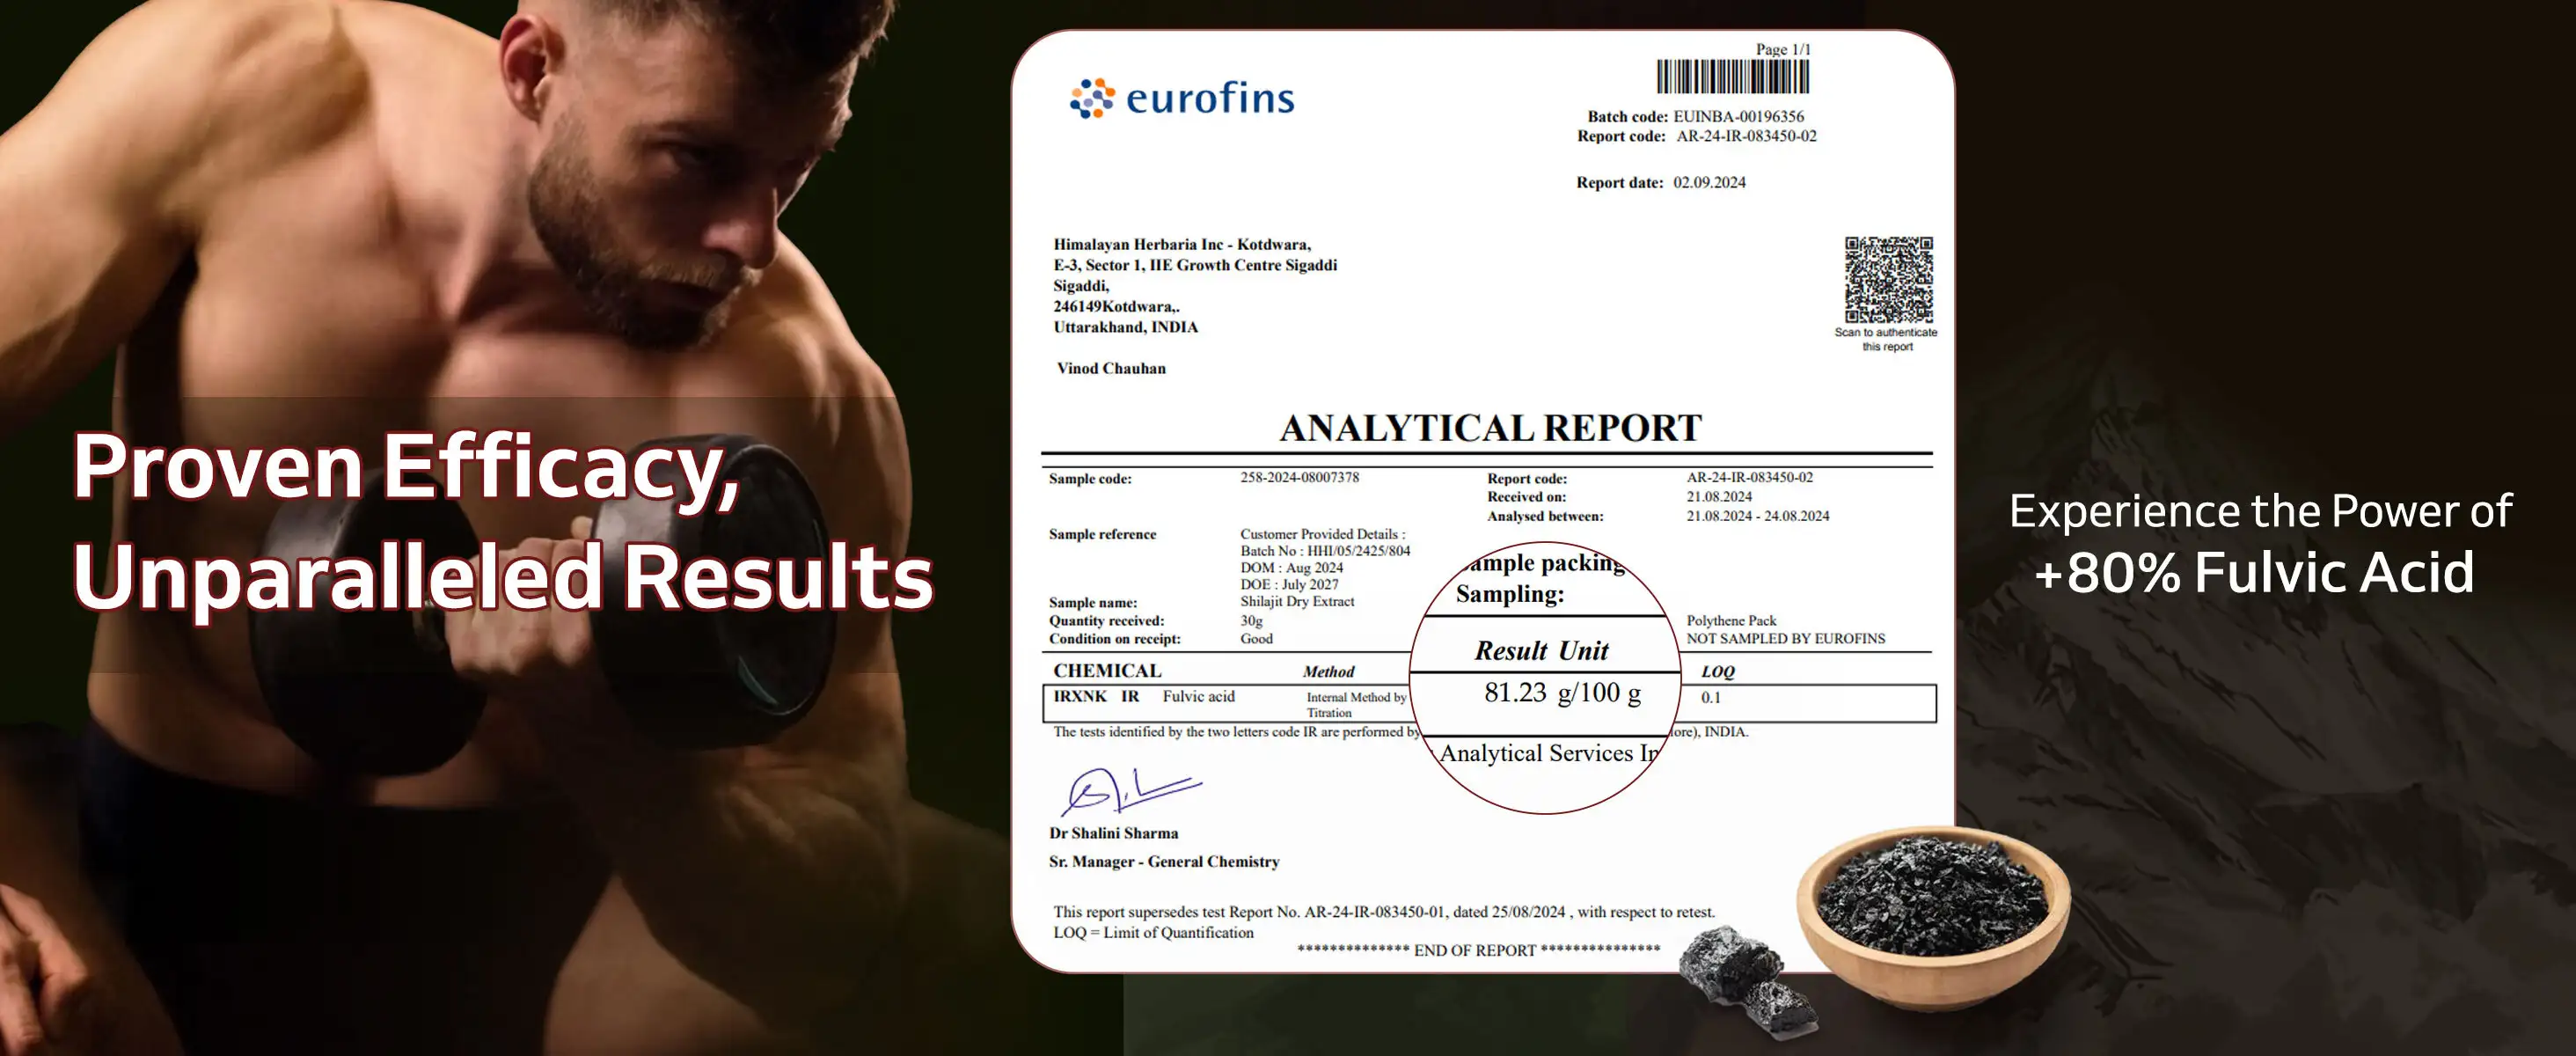 Proven Efficacy,
Unparalleled Results
eurofins
Page 1/1
Batch code: EUINBA-00196356
Report code: AR-24-IR-083450-02
Report date: 02.09.2024
Himalayan Herbaria Inc - Kotdwara,
E-3, Sector 1, IIE Growth Centre Sigaddi
Sigaddi,
246149Kotdwara,.
Uttarakhand, INDIA
Scan to authenticate
this report
Vinod Chauhan
ANALYTICAL REPORT
Sample code: 258-2024-08007378 Report code: AR-24-IR-083450-02
Received on: 21.08.2024
Analysed between: 21.08.2024 - 24.08.2024
Sample reference Customer Provided Details :
Batch No : HHI/05/2425/804
DOM : Aug 2024
DOE : July 2027
Sample name: Shilajit Dry Extract
Quantity received: 30g Polythene Pack
Condition on receipt: Good NOT SAMPLED BY EUROFINS
ample packing
Sampling:
Result Unit
81.23 g/100 g
Analytical Services In
CHEMICAL Method LOQ
IRXNK IR Fulvic acid Internal Method by 0.1
Titration
The tests identified by the two letters code IR are performed by ore), INDIA.
Dr Shalini Sharma
Sr. Manager - General Chemistry
This report supersedes test Report No. AR-24-IR-083450-01, dated 25/08/2024 , with respect to retest.
LOQ = Limit of Quantification
************** END OF REPORT ***************
Experience the Power of
+80% Fulvic Acid